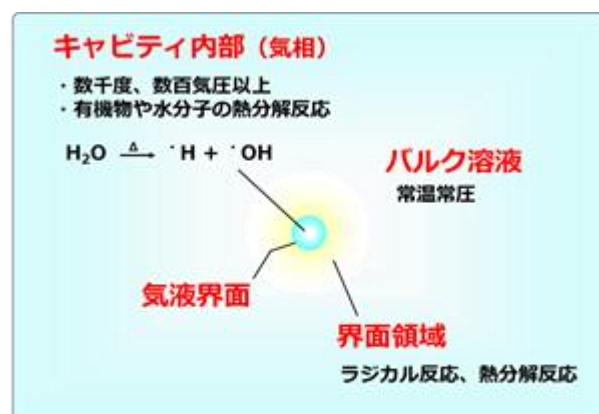 キャビティ内部（気相）
・数千度、数百気圧以上
・有機物や水分子の熱分解反応
H₂O —Δ→ ·H + ·OH
バルク溶液
常温常圧
気液界面
界面領域
ラジカル反応、熱分解反応